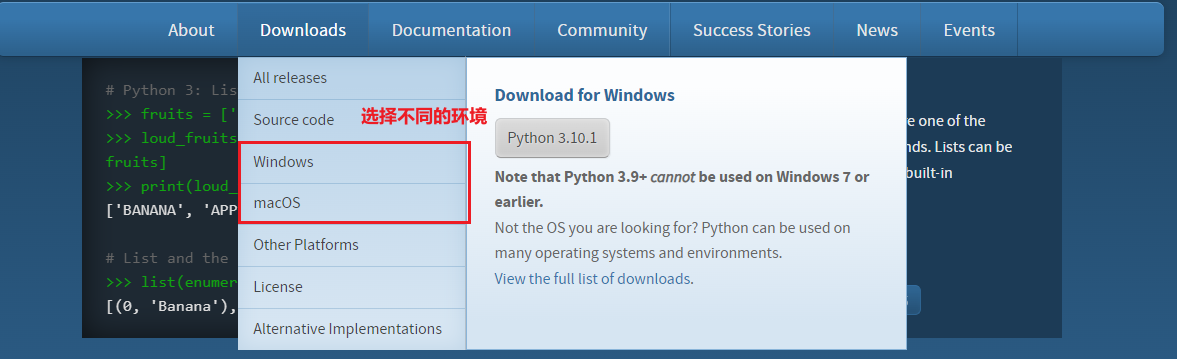 About Downloads Documentation Community Success Stories News Events
# Python 3: Lis
>>> fruits = ['
>>> loud_fruits
fruits]
>>> print(loud_
['BANANA', 'APP
# List and the
>>> list(enumer
[(0, 'Banana'),
All releases
Source code
选择不同的环境
Windows
macOS
Other Platforms
License
Alternative Implementations
Download for Windows
Python 3.10.1
Note that Python 3.9+ cannot be used on Windows 7 or
earlier.
Not the OS you are looking for? Python can be used on
many operating systems and environments.
View the full list of downloads.
re one of the
nds. Lists can be
built-in